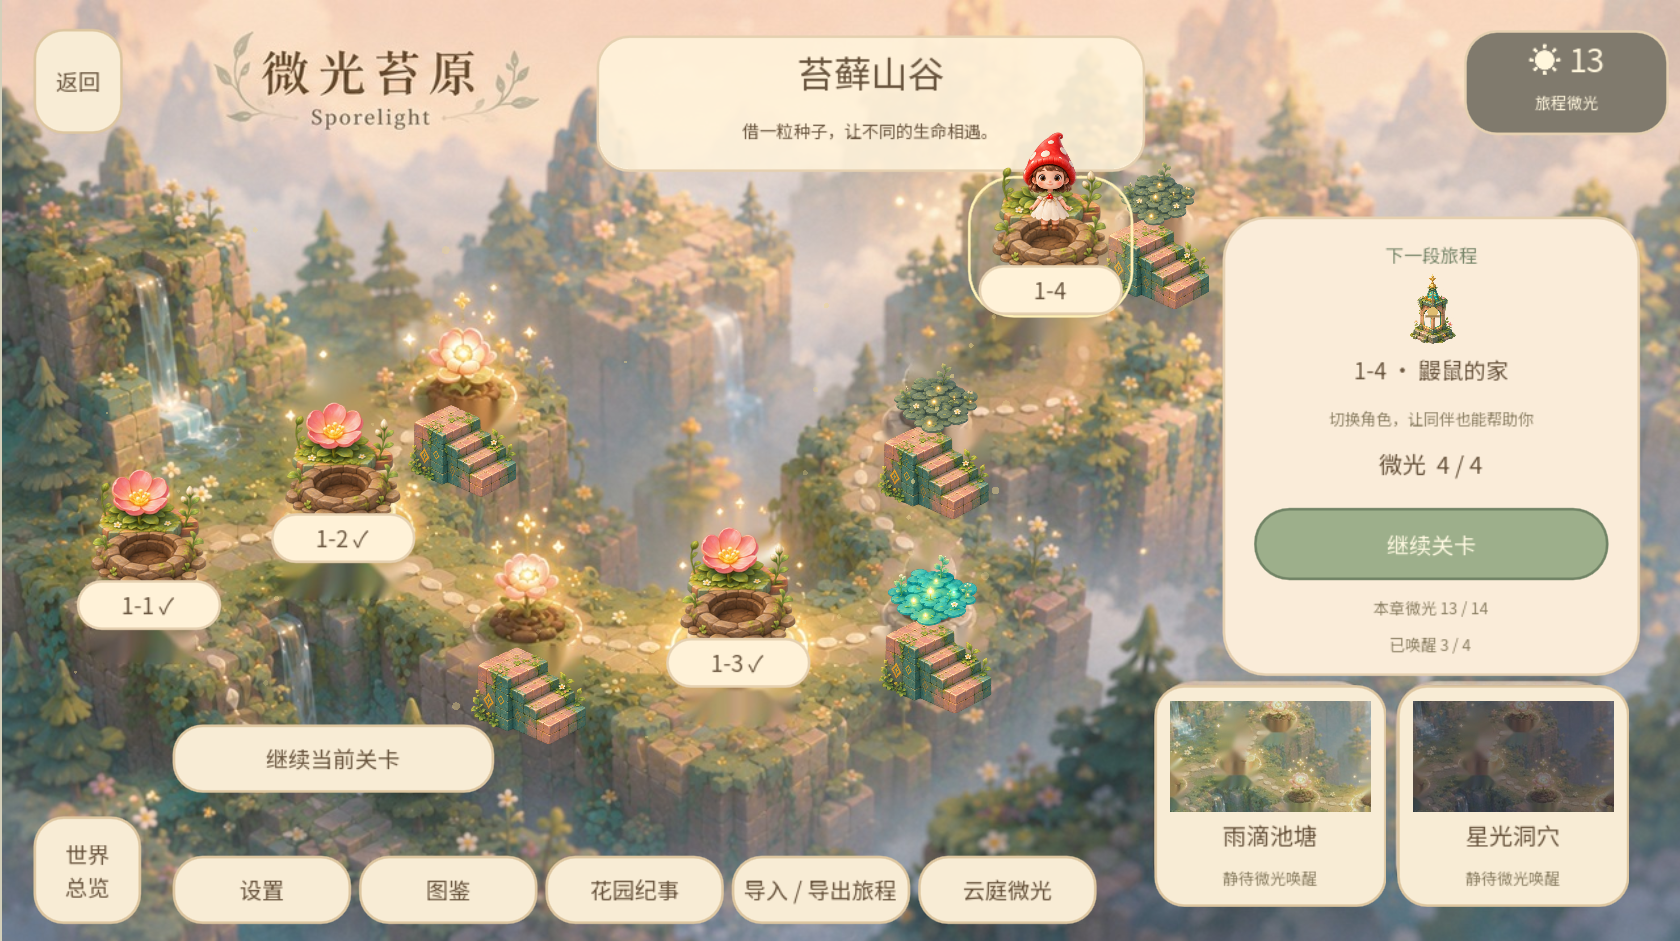 返回
微光苔原
Sporelight
苔藓山谷
借一粒种子，让不同的生命相遇。
13
旅程微光
1-4
1-2✓
1-1✓
1-3✓
下一段旅程
1-4 · 鼹鼠的家
切换角色，让同伴也能帮助你
微光 4 / 4
继续关卡
本章微光 13 / 14
已唤醒 3 / 4
继续当前关卡
雨滴池塘
静待微光唤醒
星光洞穴
静待微光唤醒
世界
总览
设置
图鉴
花园纪事
导入 / 导出旅程
云庭微光